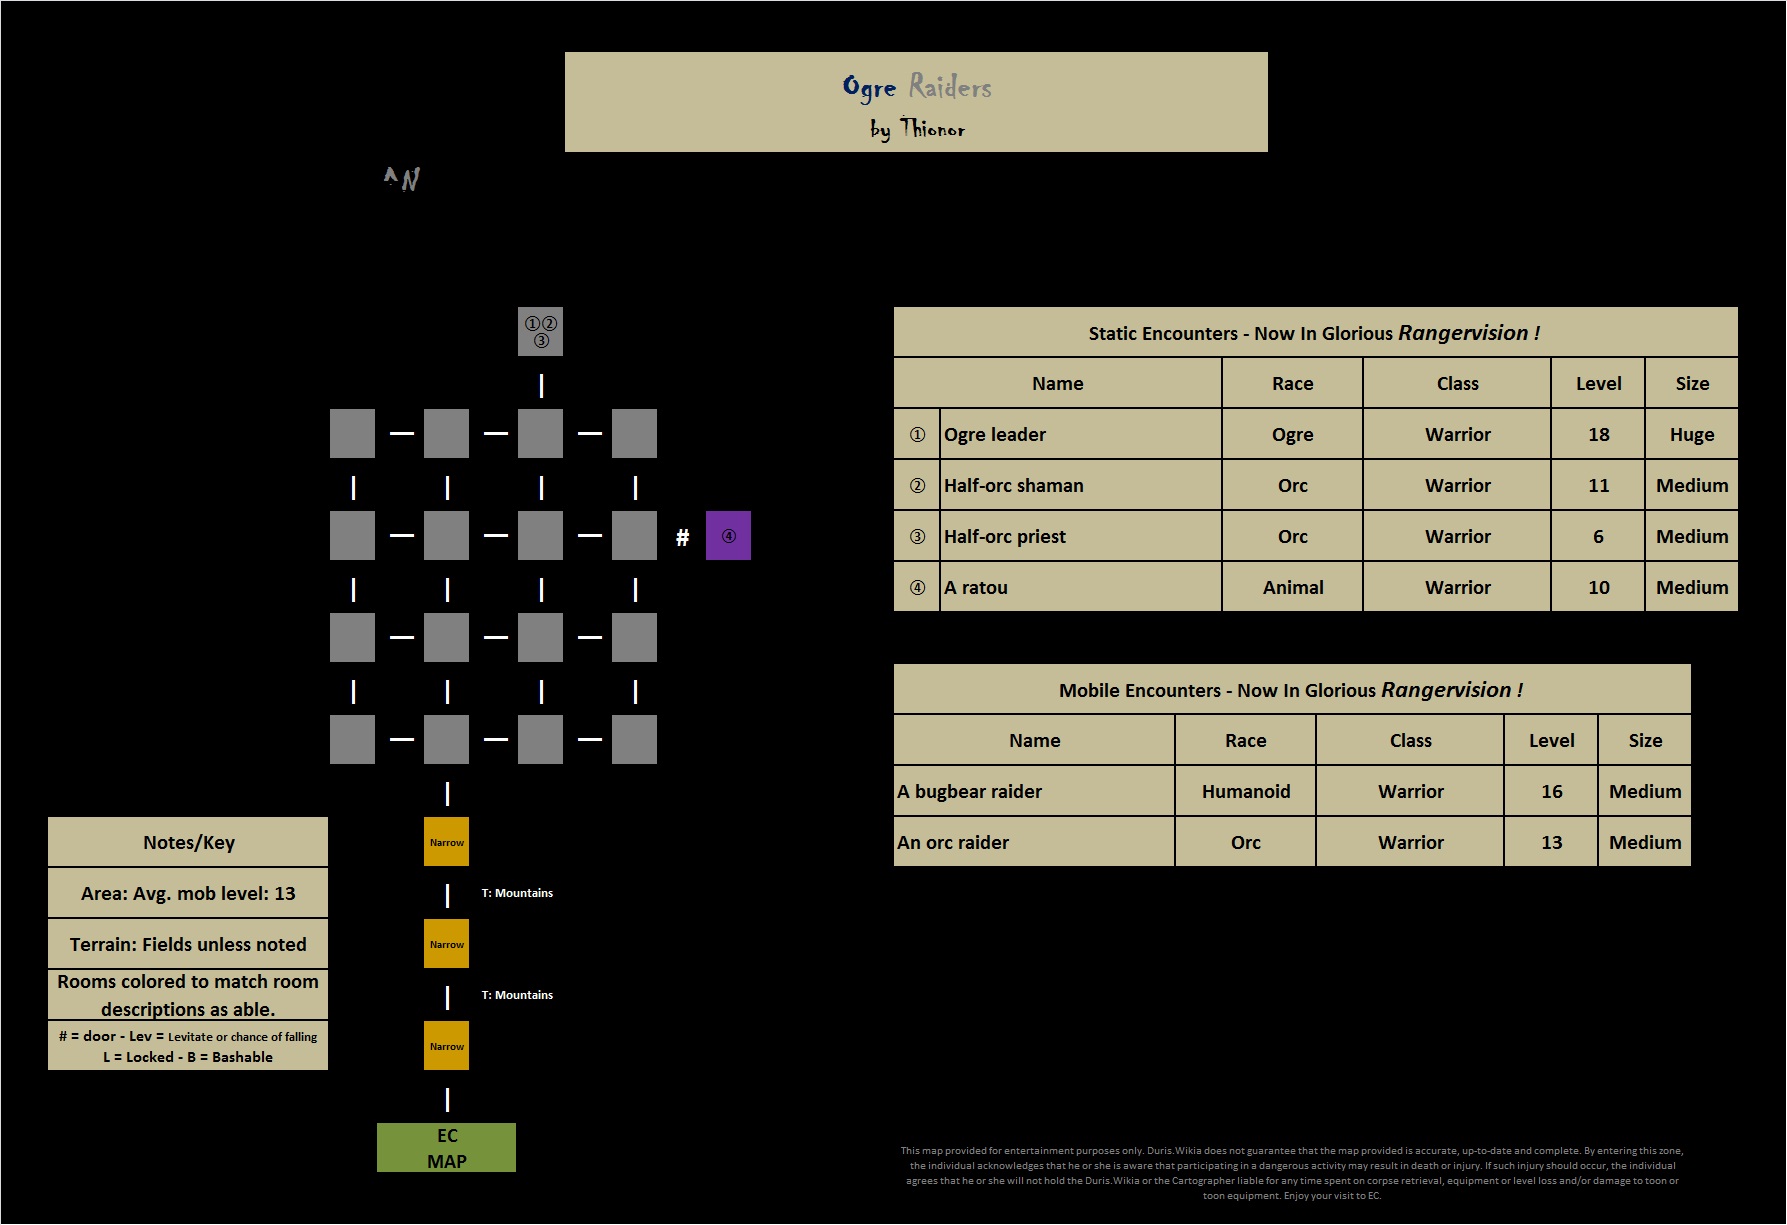 Ogre Raiders
by Thionor
^N
①②
③
#
④
Narrow
T: Mountains
Narrow
T: Mountains
Narrow
EC
MAP
Notes/Key
Area: Avg. mob level: 13
Terrain: Fields unless noted
Rooms colored to match room
descriptions as able.
# = door - Lev = Levitate or chance of falling
L = Locked - B = Bashable
Static Encounters - Now In Glorious Rangervision !
Name Race Class Level Size
① Ogre leader Ogre Warrior 18 Huge
② Half-orc shaman Orc Warrior 11 Medium
③ Half-orc priest Orc Warrior 6 Medium
④ A ratou Animal Warrior 10 Medium
Mobile Encounters - Now In Glorious Rangervision !
Name Race Class Level Size
A bugbear raider Humanoid Warrior 16 Medium
An orc raider Orc Warrior 13 Medium
This map provided for entertainment purposes only. Duris.Wikia does not guarantee that the map provided is accurate, up-to-date and complete. By entering this zone,
the individual acknowledges that he or she is aware that participating in a dangerous activity may result in death or injury. If such injury should occur, the individual
agrees that he or she will not hold the Duris.Wikia or the Cartographer liable for any time spent on corpse retrieval, equipment or level loss and/or damage to toon or
toon equipment. Enjoy your visit to EC.